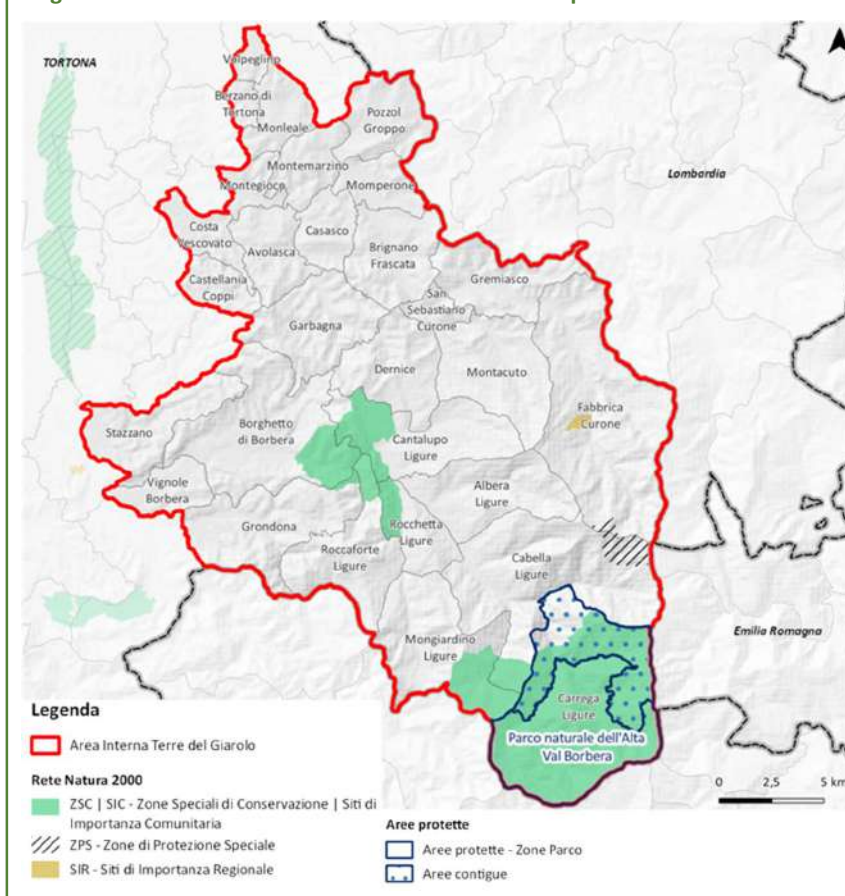 TORTONA
Volpeglino
Berzano di
Tortona
Monleale
Pozzol
Groppo
Montemarzino
Montegioco
Momperone
Lombardia
Costa
Vescovato
Avolasca
Casasco
Brignano
Frascata
Castellania
Coppi
Gremiasco
San
Sebastiano
Curone
Garbagna
Dernice
Montacuto
Stazzano
Borghetto
di Borbera
Cantalupo
Ligure
Fabbrica
Curone
Vignole
Borbera
Albera
Ligure
Grondona
Rocchetta
Ligure
Roccaforte
Ligure
Cabella
Ligure
Mongiardino
Ligure
Emilia Romagna
Carrega
Ligure
Parco naturale dell'Alta
Val Borbera
Legenda
Area Interna Terre del Giarolo
Rete Natura 2000
ZSC | SIC - Zone Speciali di Conservazione | Siti di
Importanza Comunitaria
ZPS - Zone di Protezione Speciale
SIR - Siti di Importanza Regionale
0 2,5 5 km
Aree protette
Aree protette - Zone Parco
Aree contigue